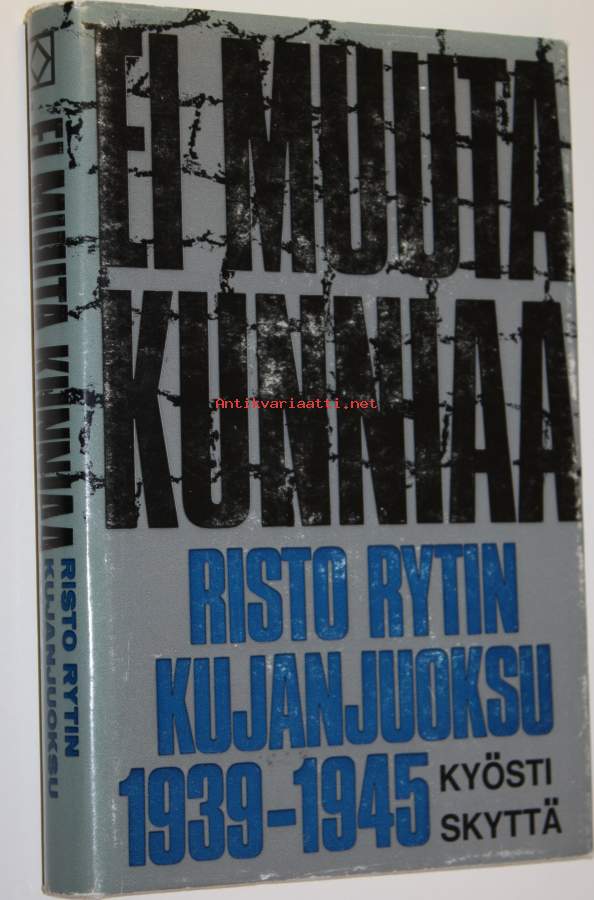 EI MUUTA
KUNNIAA
RISTO RYTIN
KUJANJUOKSU
1939-1945
KYÖSTI
SKYTTÄ
EI MUUTA KUNNIAA
RISTO RYTIN
KUJANJUOKSU
Antikvariaatti.net